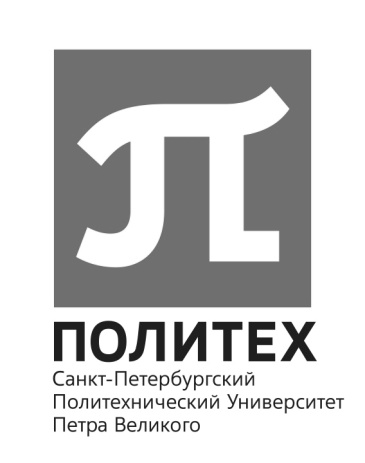 ПОЛИТЕХ
Санкт-Петербургский
Политехнический Университет
Петра Великого